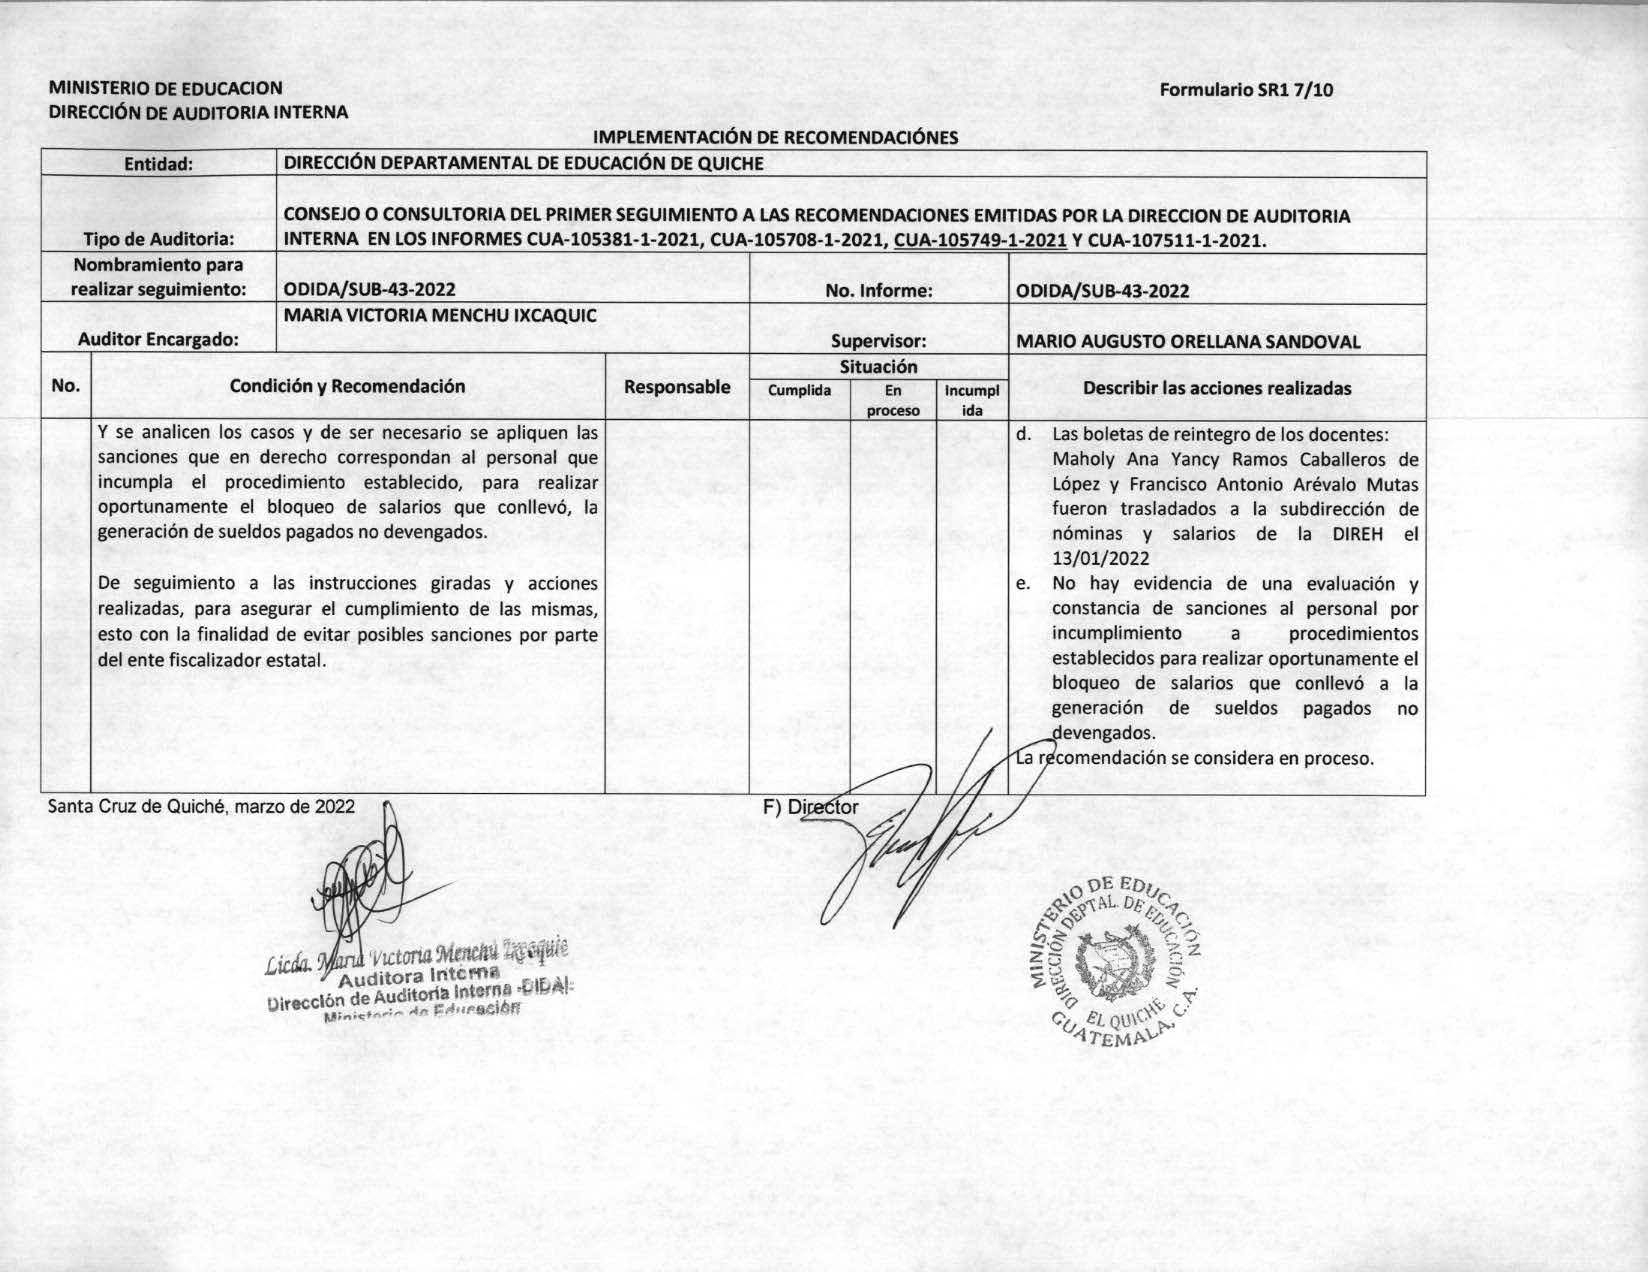 MINISTERIO DE EDUCACION
DIRECCIÓN DE AUDITORIA INTERNA
Formulario SR1 7/10
IMPLEMENTACIÓN DE RECOMENDACIÓNES
Entidad:
DIRECCIÓN DEPARTAMENTAL DE EDUCACIÓN DE QUICHE
Tipo de Auditoria:
CONSEJO O CONSULTORIA DEL PRIMER SEGUIMIENTO A LAS RECOMENDACIONES EMITIDAS POR LA DIRECCION DE AUDITORIA
INTERNA EN LOS INFORMES CUA-105381-1-2021, CUA-105708-1-2021, CUA-105749-1-2021 Y CUA-107511-1-2021.
Nombramiento para
realizar seguimiento:
ODIDA/SUB-43-2022
No. Informe:
ODIDA/SUB-43-2022
Auditor Encargado:
MARIA VICTORIA MENCHU IXCAQUIC
Supervisor:
MARIO AUGUSTO ORELLANA SANDOVAL
No.
Condición y Recomendación
Responsable
Situación
Cumplida
En
proceso
Incumpl
ida
Describir las acciones realizadas
Y se analicen los casos y de ser necesario se apliquen las
sanciones que en derecho correspondan al personal que
incumpla el procedimiento establecido, para realizar
oportunamente el bloqueo de salarios que conllevó, la
generación de sueldos pagados no devengados.
De seguimiento a las instrucciones giradas y acciones
realizadas, para asegurar el cumplimiento de las mismas,
esto con la finalidad de evitar posibles sanciones por parte
del ente fiscalizador estatal.
d. Las boletas de reintegro de los docentes:
Maholy Ana Yancy Ramos Caballeros de
López y Francisco Antonio Arévalo Mutas
fueron trasladados a la subdirección de
nóminas y salarios de la DIREH el
13/01/2022
e. No hay evidencia de una evaluación y
constancia de sanciones al personal por
incumplimiento a procedimientos
establecidos para realizar oportunamente el
bloqueo de salarios que conllevó a la
generación de sueldos pagados no
devengados.
La recomendación se considera en proceso.
Santa Cruz de Quiché, marzo de 2022
F) Director
Licda. María Victoria Menchú
Auditora Interna
Dirección de Auditoría Interna -DIDAI-
Ministerio de Educación
MINISTERIO DE EDUCACIÓN
DIRECCIÓN DEPTAL. DE EDUCACIÓN
EL QUICHE
GUATEMALA, C.A.